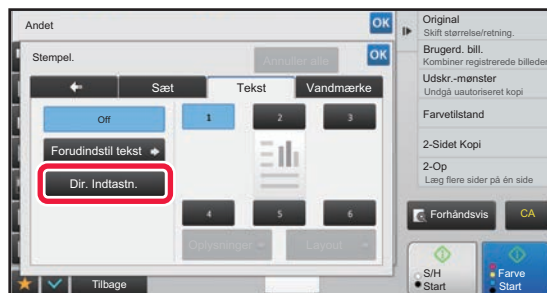 Andet
OK
Stempel.
Annuller alle
OK
Sæt
Tekst
Vandmærke
Off
1
2
3
Forudindstil tekst
Dir. Indtastn.
4
5
6
Oplysninger
Layout
Tilbage
Original
Skift størrelse/retning.
Brugerd. bill.
Kombiner registrerede billeder
Udskr.-mønster
Undgå uautoriseret kopi
Farvetilstand
2-Sidet Kopi
2-Op
Læg flere sider på én side
Forhåndsvis
CA
S/H
Start
Farve
Start